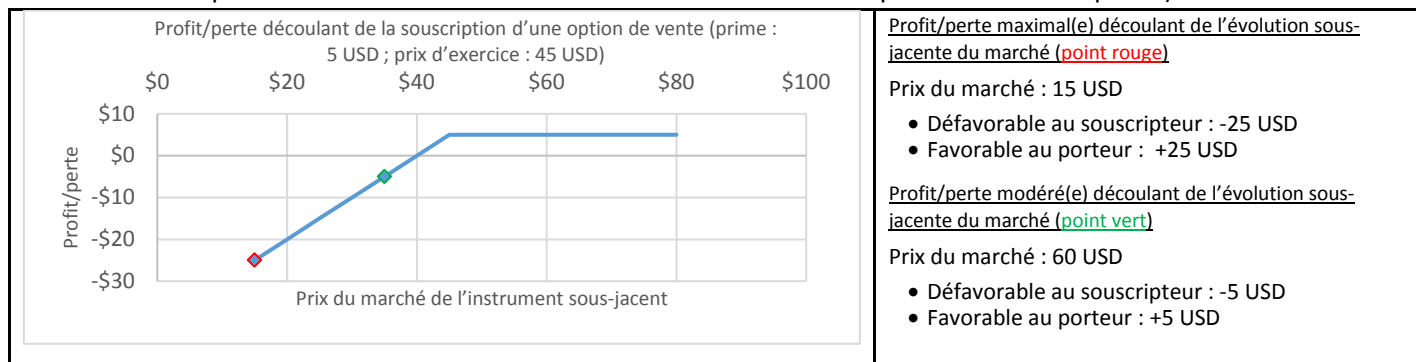 Profit/perte découlant de la souscription d’une option de vente (prime :
5 USD ; prix d’exercice : 45 USD)
$0 $20 $40 $60 $80 $100
$10
$0
-$10
-$20
-$30
Profit/perte
Prix du marché de l’instrument sous-jacent
Profit/perte maximal(e) découlant de l’évolution sous-
jacente du marché (point rouge)
Prix du marché : 15 USD
• Défavorable au souscripteur : -25 USD
• Favorable au porteur : +25 USD
Profit/perte modéré(e) découlant de l’évolution sous-
jacente du marché (point vert)
Prix du marché : 60 USD
• Défavorable au souscripteur : -5 USD
• Favorable au porteur : +5 USD